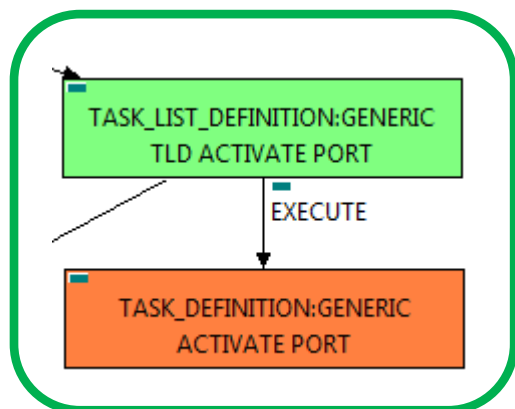 TASK_LIST_DEFINITION:GENERIC
TLD ACTIVATE PORT
EXECUTE
TASK_DEFINITION:GENERIC
ACTIVATE PORT